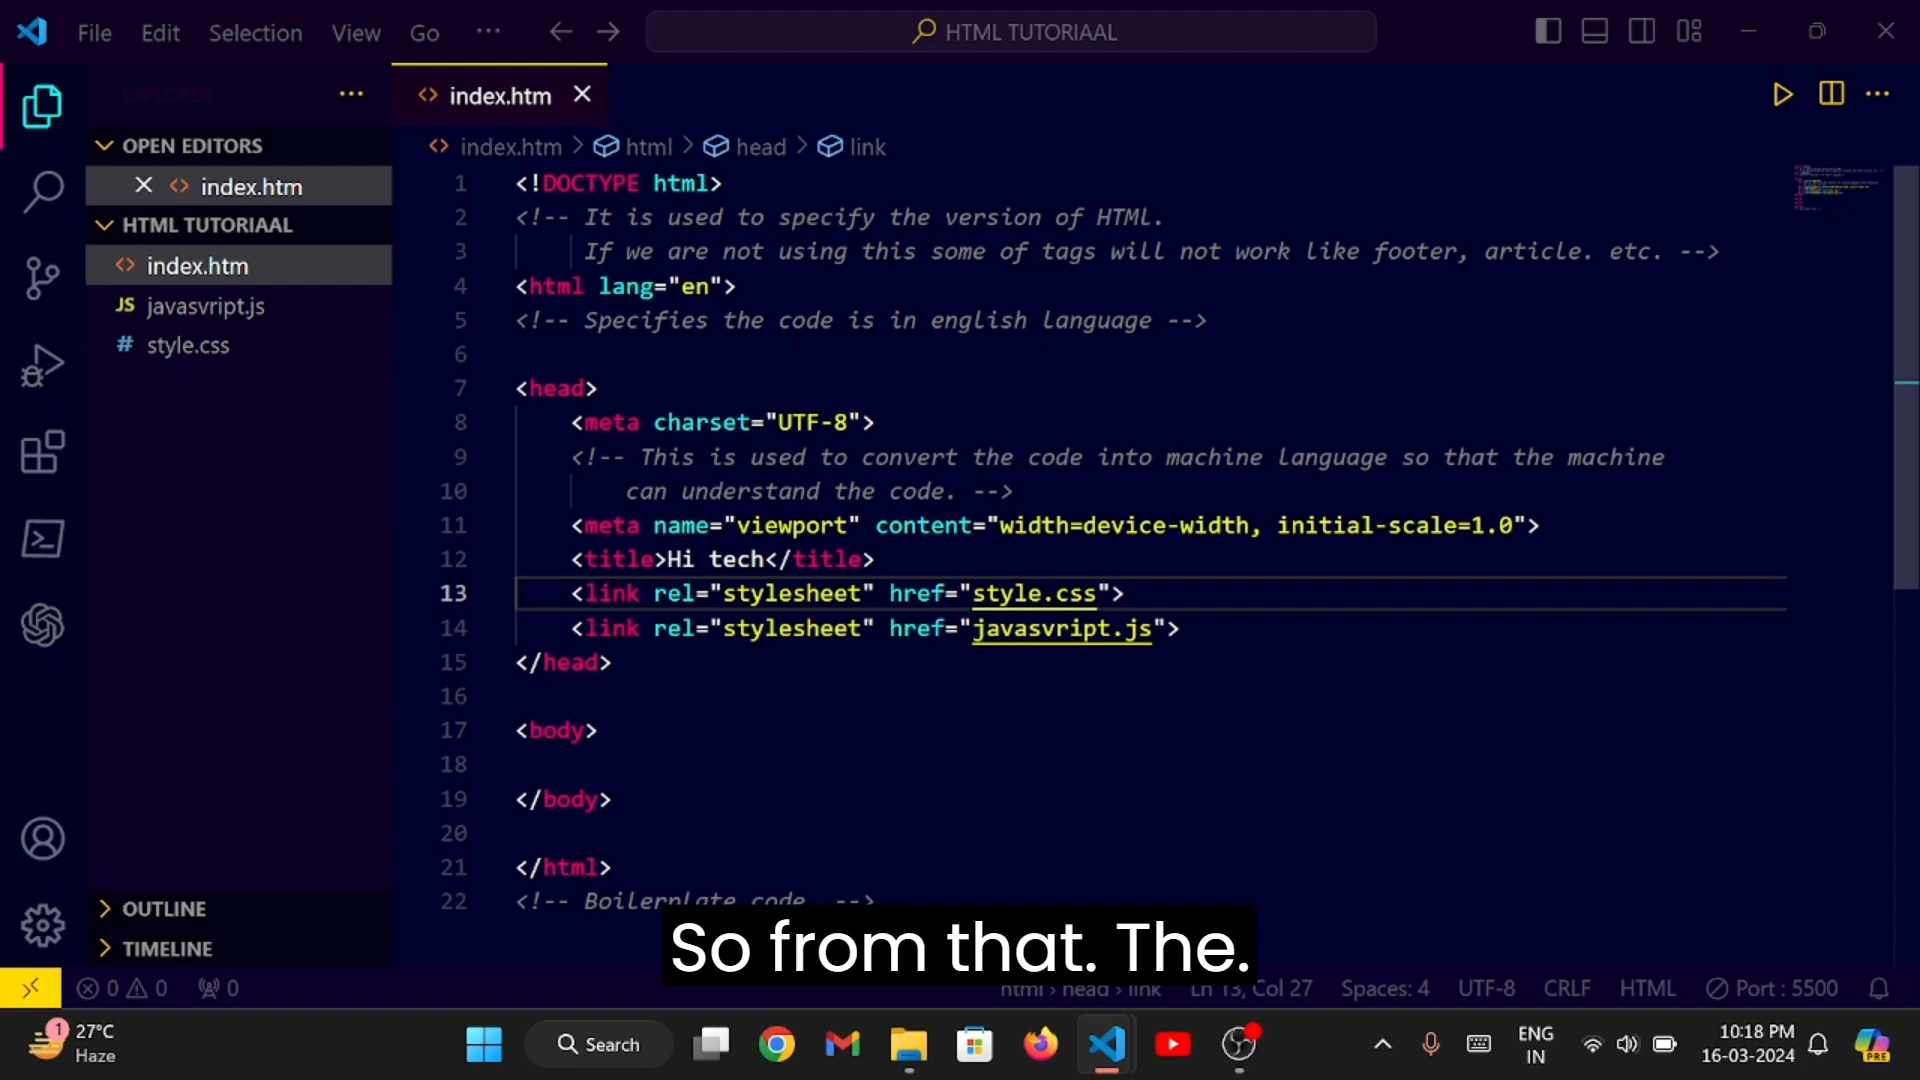 File Edit Selection View Go ··· HTML TUTORIAAL
EXPLORER
index.htm
OPEN EDITORS
index.htm
HTML TUTORIAAL
index.htm
JS javasvript.js
# style.css
OUTLINE
TIMELINE
index.htm > html > head > link
1 <!DOCTYPE html>
2 <!-- It is used to specify the version of HTMl.
3 If we are not using this some of tags will not work like footer, article. etc. -->
4 <html lang="en">
5 <!-- Specifies the code is in english language -->
6
7 <head>
8 <meta charset="UTF-8">
9 <!-- This is used to convert the code into machine language so that the machine
10 can understand the code. -->
11 <meta name="viewport" content="width=device-width, initial-scale=1.0">
12 <title>Hi tech</title>
13 <link rel="stylesheet" href="style.css">
14 <link rel="stylesheet" href="javasvript.js">
15 </head>
16
17 <body>
18
19 </body>
20
21 </html>
22 <!-- Boilerplate code -->
So from that. The.
0 0 0 html > head > link Ln 13, Col 27 Spaces: 4 UTF-8 CRLF HTML Port : 5500
1 27°C
Haze
Search
ENG
IN
10:18 PM
16-03-2024
PRE